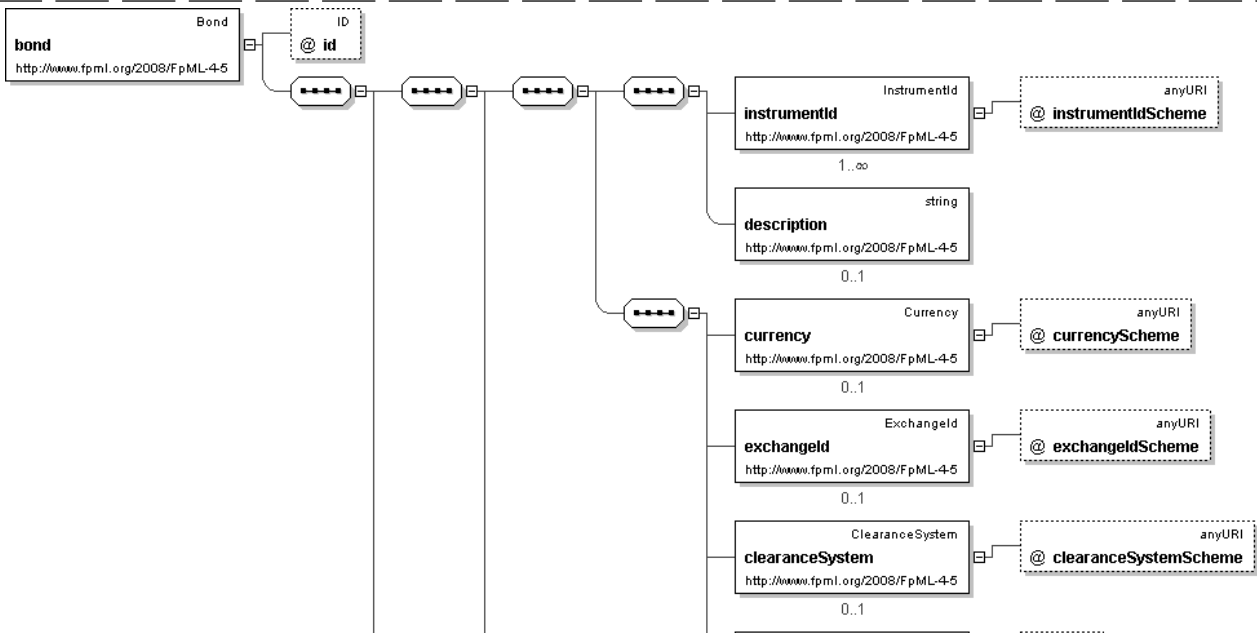 Bond
bond
http://www.fpml.org/2008/FpML-4-5
ID
@ id
InstrumentId
instrumentId
http://www.fpml.org/2008/FpML-4-5
1..∞
anyURI
@ instrumentIdScheme
string
description
http://www.fpml.org/2008/FpML-4-5
0..1
Currency
currency
http://www.fpml.org/2008/FpML-4-5
0..1
anyURI
@ currencyScheme
ExchangeId
exchangeId
http://www.fpml.org/2008/FpML-4-5
0..1
anyURI
@ exchangeIdScheme
ClearanceSystem
clearanceSystem
http://www.fpml.org/2008/FpML-4-5
0..1
anyURI
@ clearanceSystemScheme